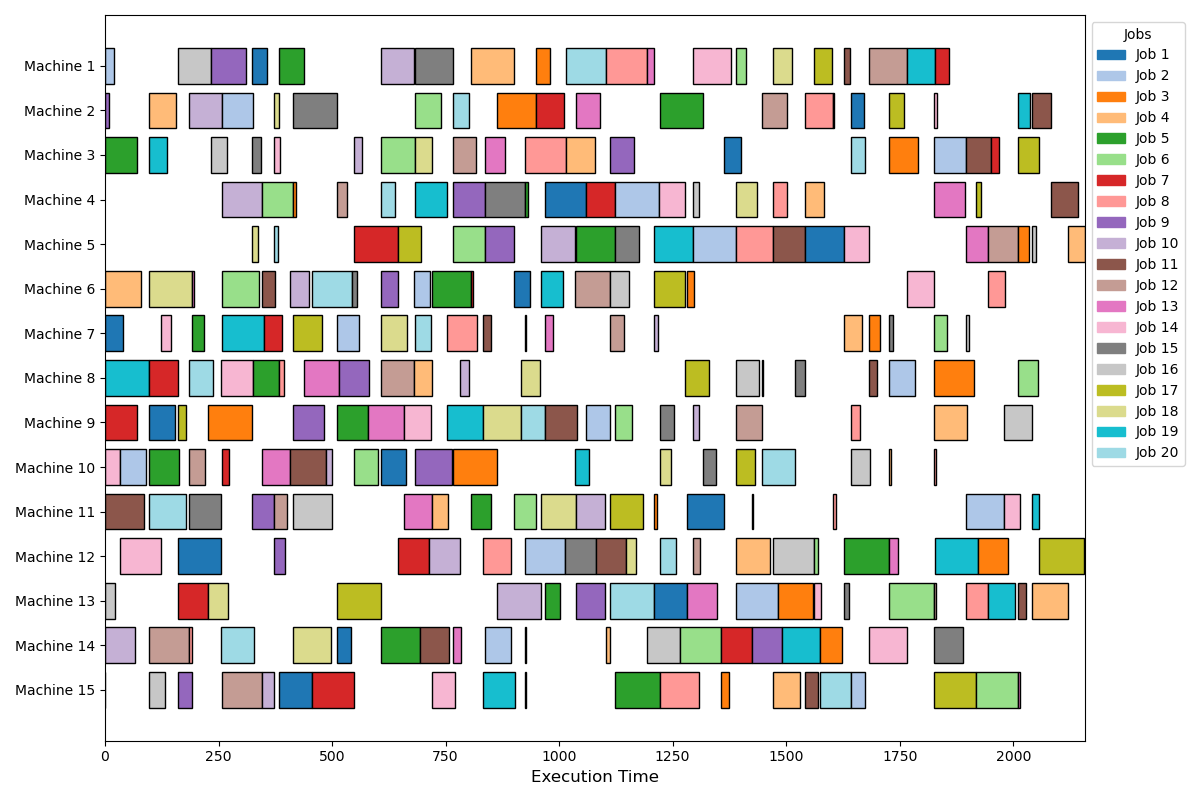 Machine 1
Machine 2
Machine 3
Machine 4
Machine 5
Machine 6
Machine 7
Machine 8
Machine 9
Machine 10
Machine 11
Machine 12
Machine 13
Machine 14
Machine 15
0 250 500 750 1000 1250 1500 1750 2000
Execution Time
Jobs
Job 1
Job 2
Job 3
Job 4
Job 5
Job 6
Job 7
Job 8
Job 9
Job 10
Job 11
Job 12
Job 13
Job 14
Job 15
Job 16
Job 17
Job 18
Job 19
Job 20